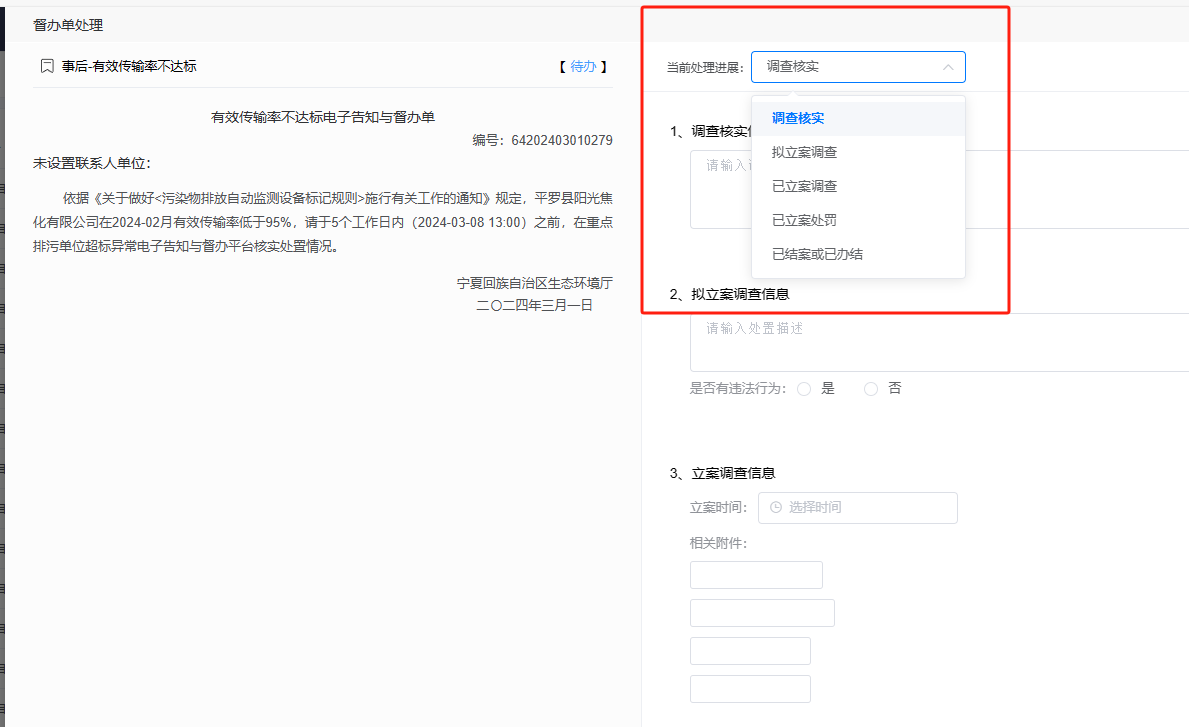 督办单处理
事后-有效传输率不达标
【 待办 】
有效传输率不达标电子告知与督办单
编号：64202403010279
未设置联系人单位：
依据《关于做好<污染物排放自动监测设备标记规则>施行有关工作的通知》规定，平罗县阳光焦
化有限公司在2024-02月有效传输率低于95%，请于5个工作日内（2024-03-08 13:00）之前，在重点
排污单位超标异常电子告知与督办平台核实处置情况。
宁夏回族自治区生态环境厅
二〇二四年三月一日
当前处理进展：
调查核实
调查核实
拟立案调查
已立案调查
已立案处罚
已结案或已办结
1、调查核实
请输入
2、拟立案调查信息
请输入处置描述
是否有违法行为： 是 否
3、立案调查信息
立案时间： 选择时间
相关附件：